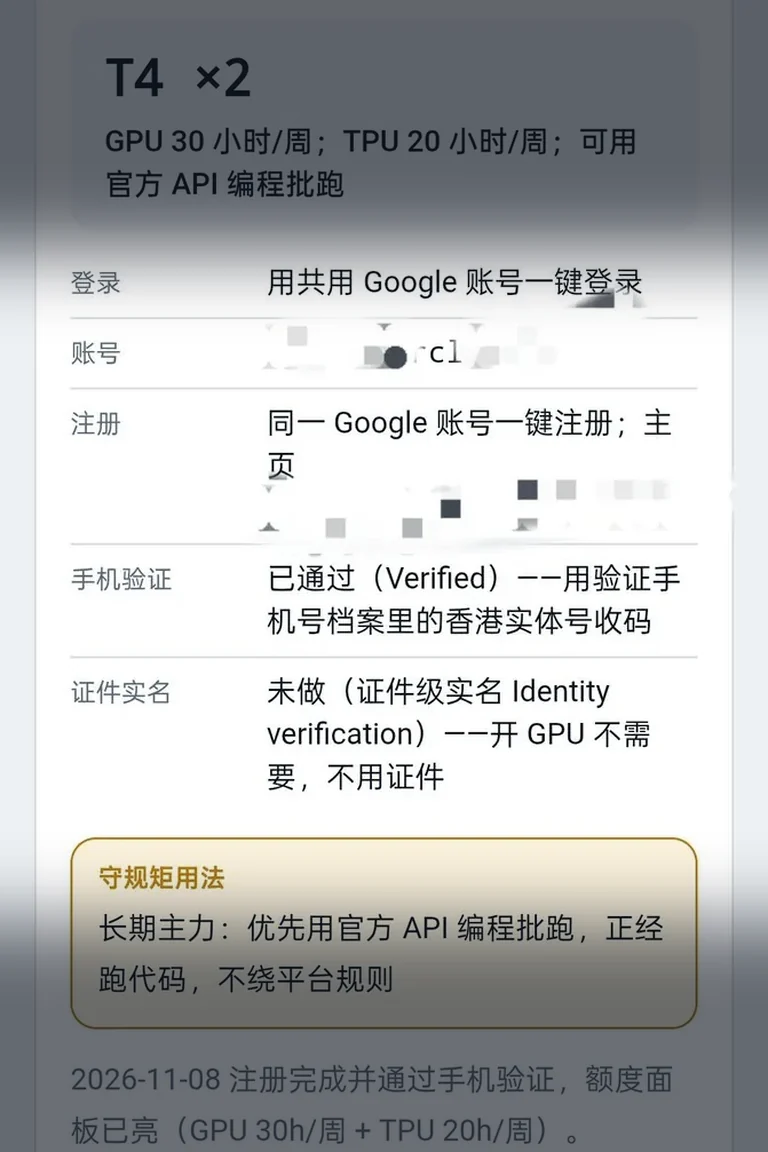 T4 ×2
GPU 30 小时/周；TPU 20 小时/周；可用
官方 API 编程批跑
登录 用共用 Google 账号一键登录
账号 rcl
注册 同一 Google 账号一键注册；主
页
手机验证 已通过（Verified）——用验证手
机号档案里的香港实体号收码
证件实名 未做（证件级实名 Identity
verification）——开 GPU 不需
要，不用证件
守规矩用法
长期主力：优先用官方 API 编程批跑，正经
跑代码，不绕平台规则
2026-11-08 注册完成并通过手机验证，额度面
板已亮（GPU 30h/周 + TPU 20h/周）。